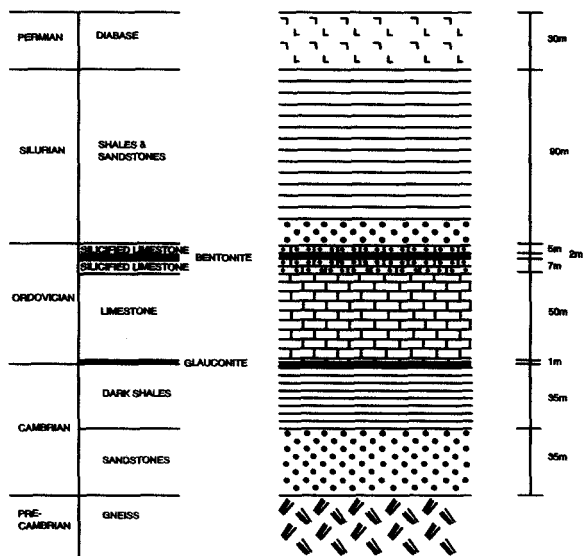 PERMIAN DIABASE 30m
SILURIAN SHALES &
SANDSTONES 90m
SILICIFIED LIMESTONE 5m
BENTONITE 2m
SILICIFIED LIMESTONE 7m
ORDOVICIAN LIMESTONE 50m
GLAUCONITE 1m
DARK SHALES 35m
CAMBRIAN
SANDSTONES 35m
PRE-
CAMBRIAN GNEISS